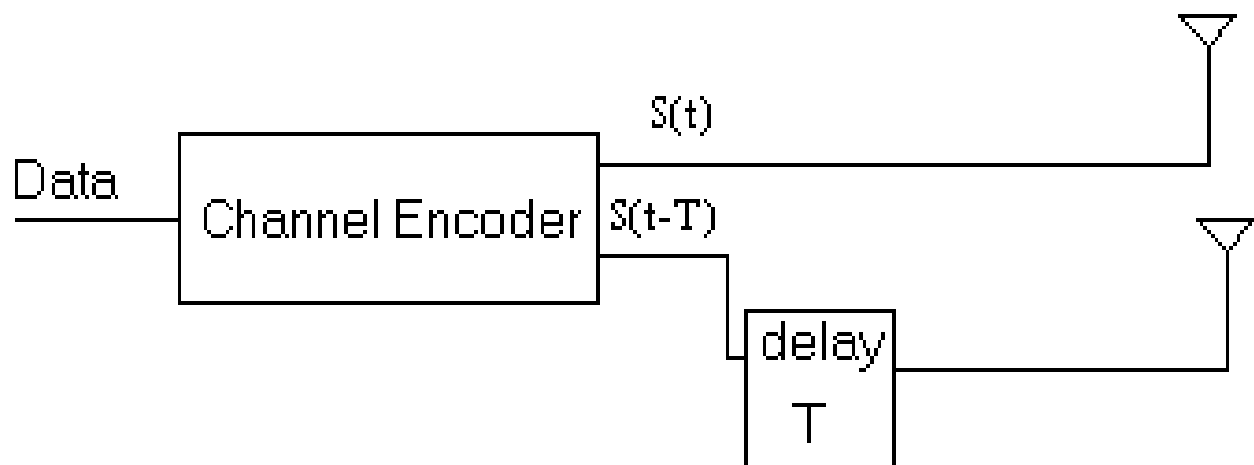 S(t)
Data
Channel Encoder
S(t-T)
delay
T